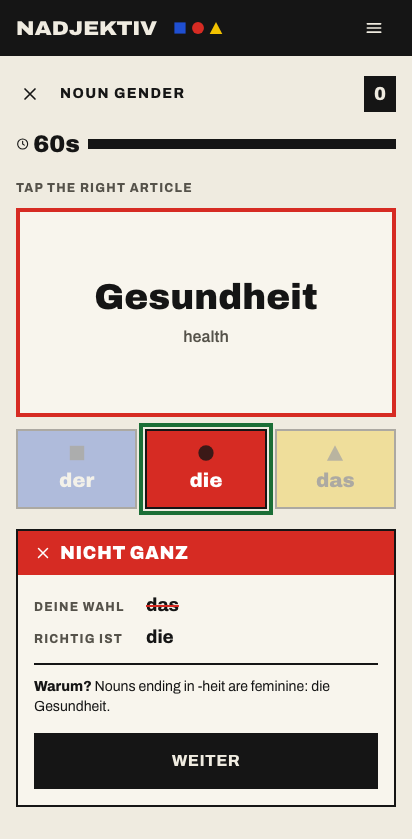 NADJEKTIV
NOUN GENDER
0
60s
TAP THE RIGHT ARTICLE
Gesundheit
health
der
die
das
NICHT GANZ
DEINE WAHL das
RICHTIG IST die
Warum? Nouns ending in -heit are feminine: die
Gesundheit.
WEITER